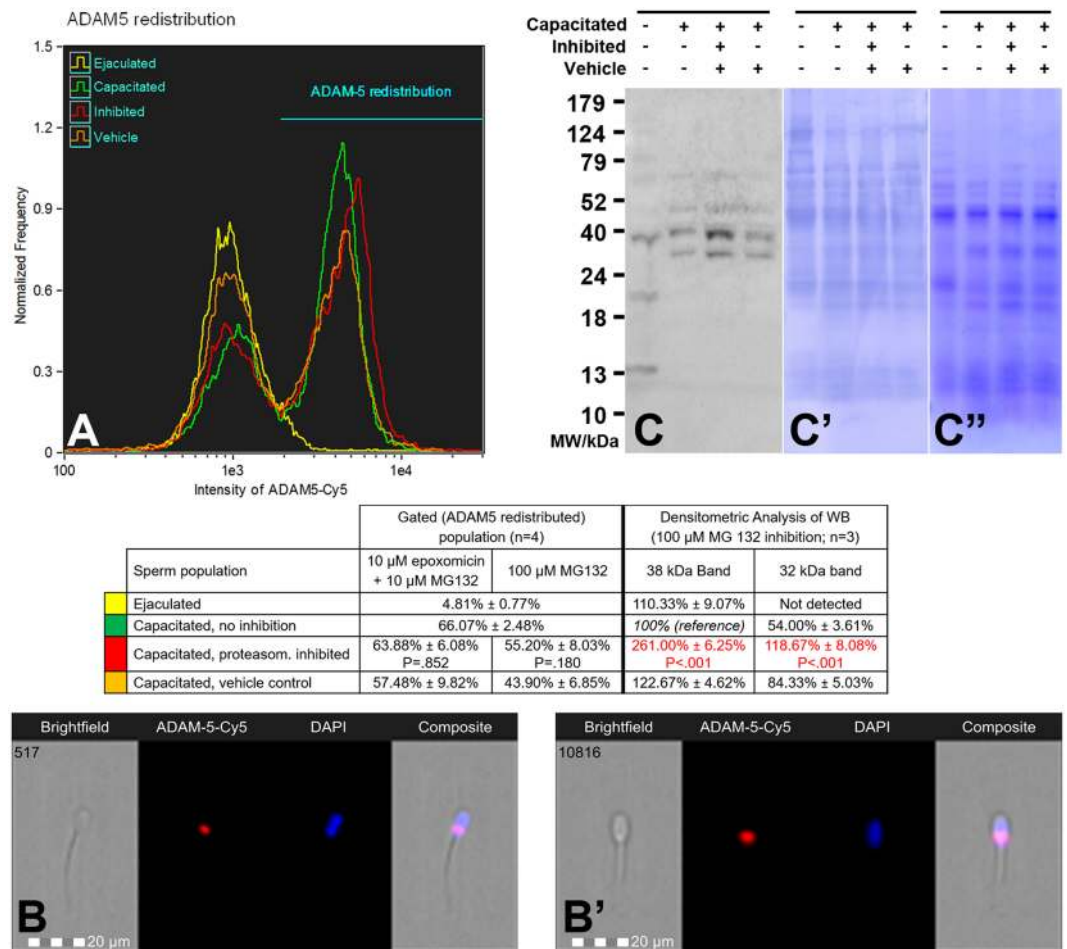 ADAM5 redistribution
1.5
1.2
0.9
0.6
0.3
0
Normalized Frequency
Ejaculated
Capacitated
Inhibited
Vehicle
ADAM-5 redistribution
A
100
1e3
1e4
Intensity of ADAM5-Cy5
Capacitated - + + + - + + + - + + +
Inhibited - - + - - - + - - - + -
Vehicle - - + + - - + + - - + +
179
124
79
52
40
24
18
13
10
MW/kDa
C
C'
C"
Gated (ADAM5 redistributed) population (n=4)
Densitometric Analysis of WB (100 µM MG 132 inhibition; n=3)
Sperm population
10 µM epoxomicin + 10 µM MG132
100 µM MG132
38 kDa Band
32 kDa band
Ejaculated 4.81% ± 0.77% 110.33% ± 9.07% Not detected
Capacitated, no inhibition 66.07% ± 2.48% 100% (reference) 54.00% ± 3.61%
Capacitated, proteasom. inhibited 63.88% ± 6.08% P=.852 55.20% ± 8.03% P=.180 261.00% ± 6.25% P<.001 118.67% ± 8.08% P<.001
Capacitated, vehicle control 57.48% ± 9.82% 43.90% ± 6.85% 122.67% ± 4.62% 84.33% ± 5.03%
Brightfield ADAM-5-Cy5 DAPI Composite
517
B
20 µm
Brightfield ADAM-5-Cy5 DAPI Composite
10816
B'
20 µm